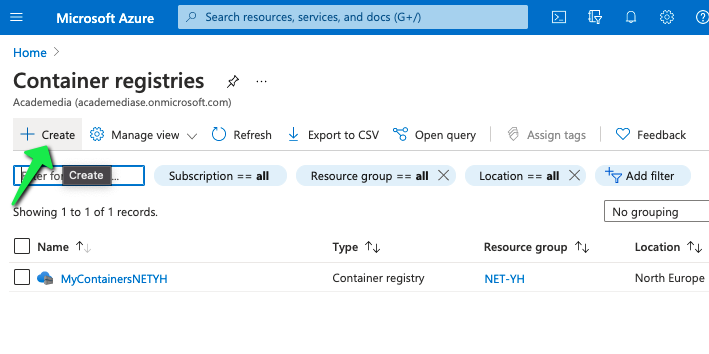 Microsoft Azure
Search resources, services, and docs (G+/)
Home
Container registries
Academedia (academediase.onmicrosoft.com)
Create
Manage view
Refresh
Export to CSV
Open query
Assign tags
Feedback
Create
Subscription == all
Resource group == all
Location == all
Add filter
Showing 1 to 1 of 1 records.
No grouping
Name
Type
Resource group
Location
MyContainersNETYH
Container registry
NET-YH
North Europe